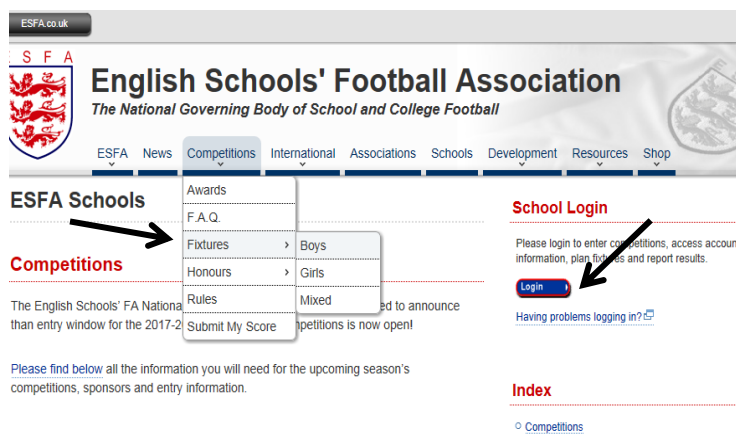 ESFA.co.uk
E S F A
English Schools' Football Association
The National Governing Body of School and College Football
ESFA News Competitions International Associations Schools Development Resources Shop
ESFA Schools
Awards
F.A.Q.
Fixtures
Honours
Rules
Submit My Score
Boys
Girls
Mixed
Competitions
The English Schools' FA Nationa ed to announce
than entry window for the 2017-2 mpetitions is now open!
Please find below all the information you will need for the upcoming season's
competitions, sponsors and entry information.
School Login
Please login to enter competitions, access accoun
information, plan fixtures and report results.
Login
Having problems logging in?
Index
Competitions